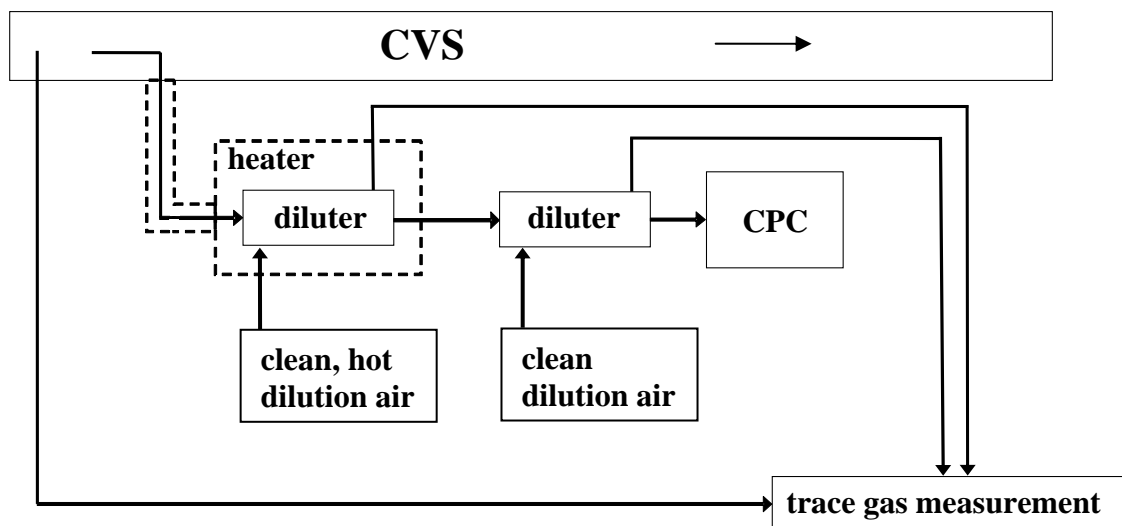 CVS
heater
diluter
diluter
CPC
clean, hot
dilution air
clean
dilution air
trace gas measurement